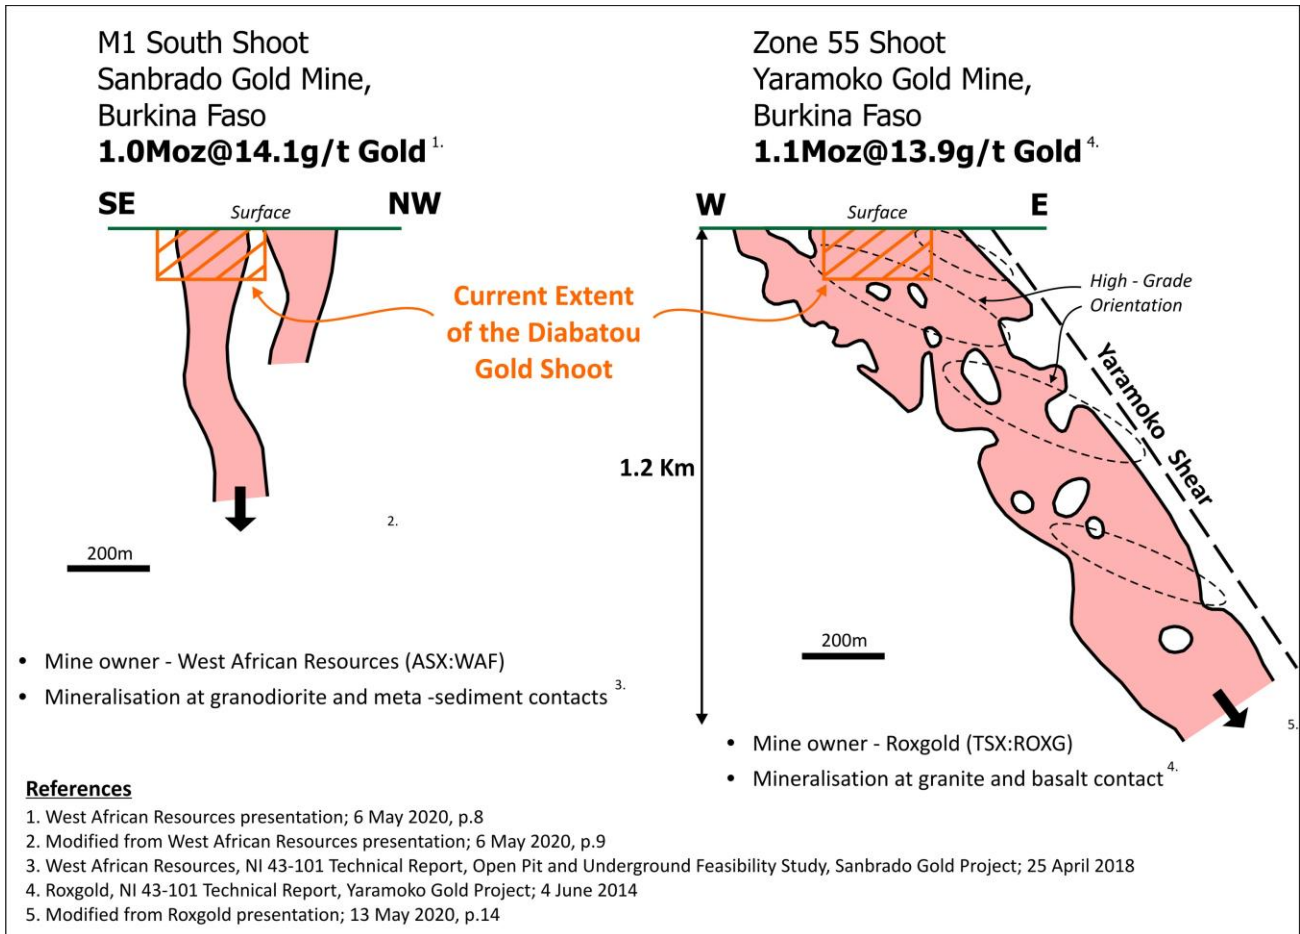 M1 South Shoot
Sanbrado Gold Mine,
Burkina Faso
1.0Moz@14.1g/t Gold 1.
SE
Surface
NW
Zone 55 Shoot
Yaramoko Gold Mine,
Burkina Faso
1.1Moz@13.9g/t Gold 4.
W
Surface
E
Current Extent
of the Diabatou
Gold Shoot
High - Grade
Orientation
Yaramoko Shear
1.2 Km
2.
200m
200m
5.
• Mine owner - West African Resources (ASX:WAF)
• Mineralisation at granodiorite and meta -sediment contacts 3.
• Mine owner - Roxgold (TSX:ROXG)
• Mineralisation at granite and basalt contact 4.
References
1. West African Resources presentation; 6 May 2020, p.8
2. Modified from West African Resources presentation; 6 May 2020, p.9
3. West African Resources, NI 43-101 Technical Report, Open Pit and Underground Feasibility Study, Sanbrado Gold Project; 25 April 2018
4. Roxgold, NI 43-101 Technical Report, Yaramoko Gold Project; 4 June 2014
5. Modified from Roxgold presentation; 13 May 2020, p.14